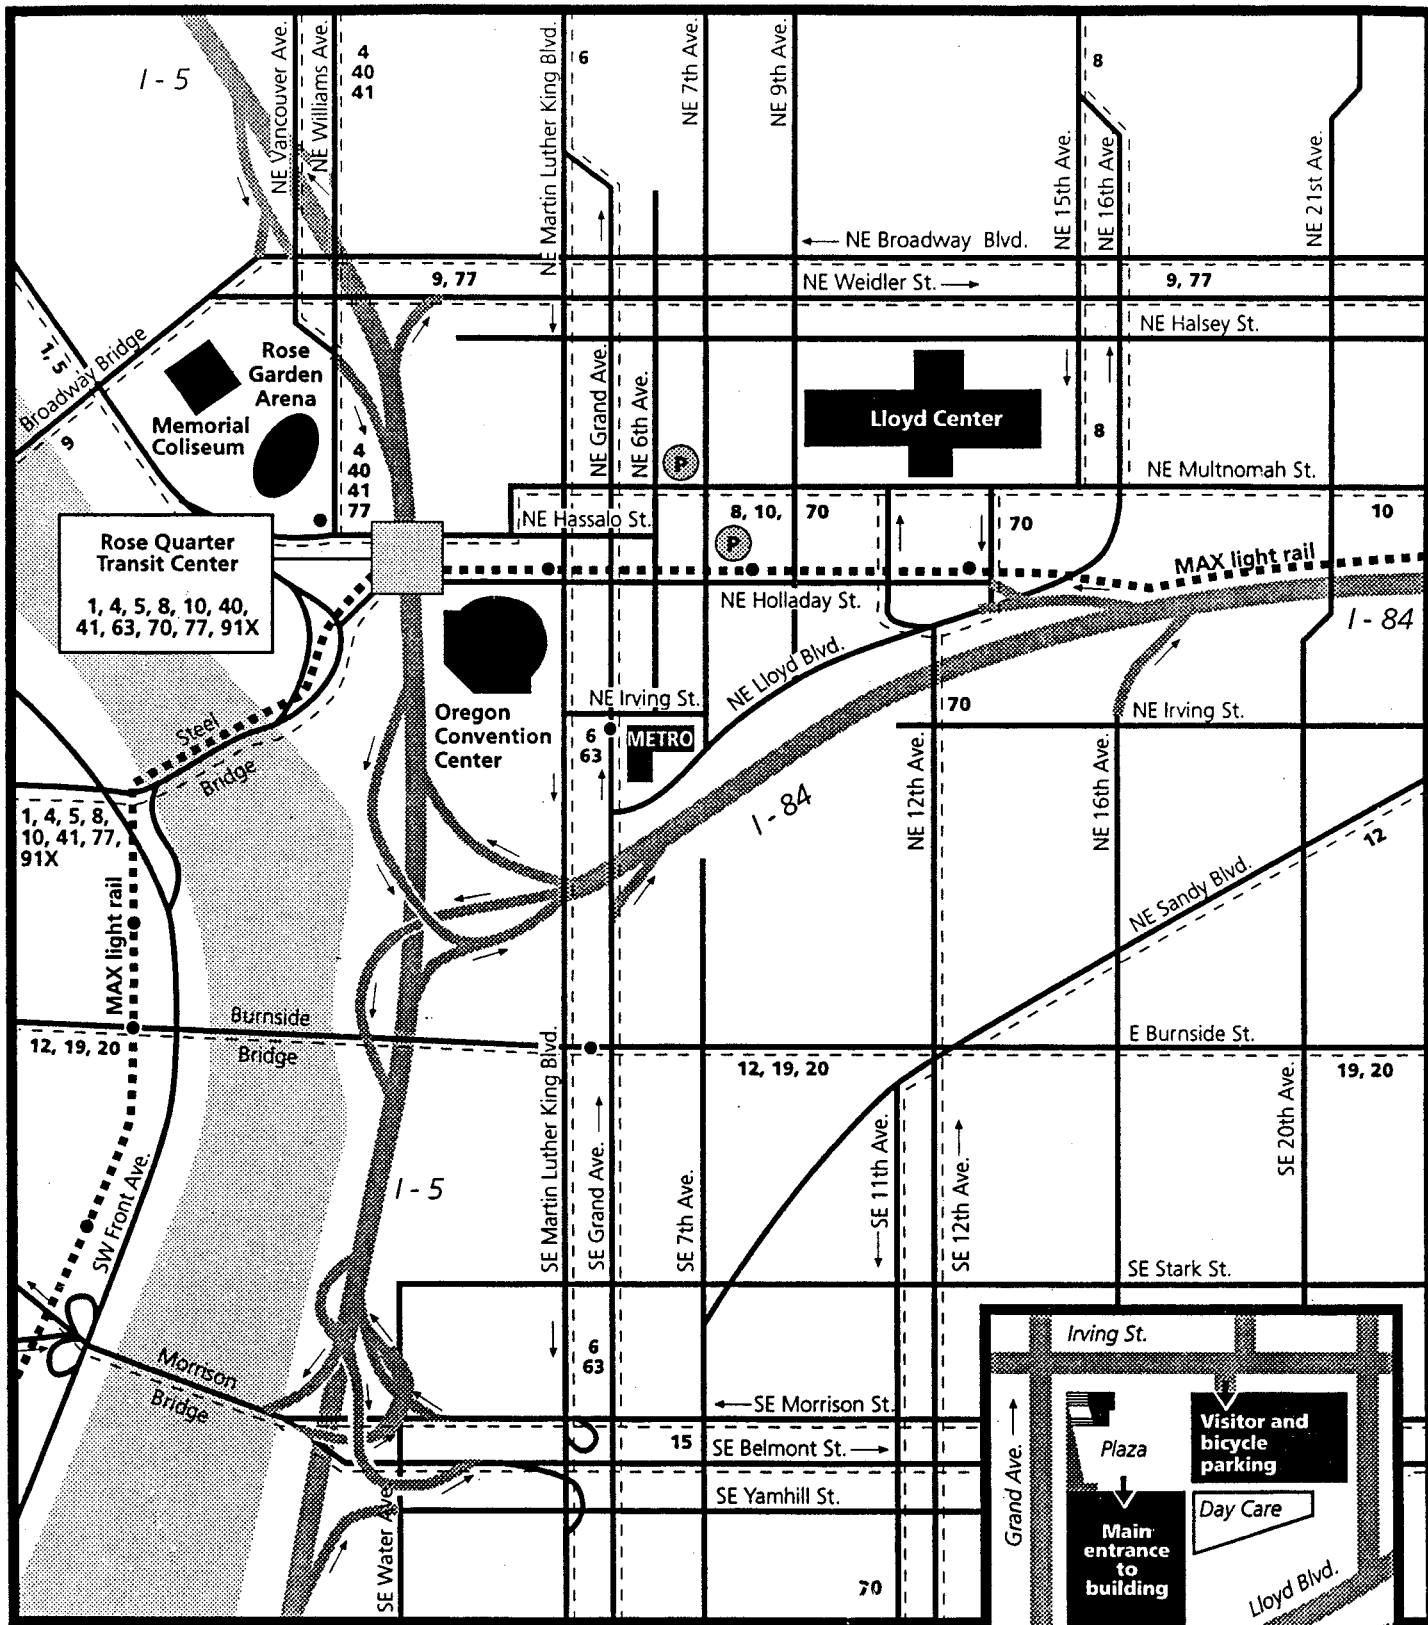 I - 5
NE Vancouver Ave.
NE Williams Ave.
4
40
41
NE Martin Luther King Blvd.
6
NE 7th Ave.
NE 9th Ave.
8
NE 15th Ave.
NE 16th Ave.
NE 21st Ave.
NE Broadway Blvd.
9, 77
NE Weidler St.
9, 77
NE Halsey St.
1, 5
Broadway Bridge
9
Rose
Garden
Arena
Memorial
Coliseum
4
40
41
77
NE Grand Ave.
NE 6th Ave.
P
Lloyd Center
8
NE Multnomah St.
NE Hassalo St.
8, 10,
70
70
10
P
MAX light rail
Rose Quarter
Transit Center
1, 4, 5, 8, 10, 40,
41, 63, 70, 77, 91X
NE Holladay St.
I - 84
NE Lloyd Blvd.
Steel
Bridge
Oregon
Convention
Center
NE Irving St.
6
63
METRO
70
NE Irving St.
I - 84
NE 12th Ave.
NE 16th Ave.
1, 4, 5, 8,
10, 41, 77,
91X
12
NE Sandy Blvd.
MAX light rail
Burnside
Bridge
12, 19, 20
E Burnside St.
12, 19, 20
19, 20
SW Front Ave.
I - 5
SE Martin Luther King Blvd.
SE Grand Ave.
SE 7th Ave.
SE 11th Ave.
SE 12th Ave.
SE 20th Ave.
SE Stark St.
6
63
Morrison
Bridge
SE Morrison St.
15
SE Belmont St.
SE Yamhill St.
SE Water Ave.
70
Irving St.
Grand Ave.
Plaza
Visitor and
bicycle
parking
Day Care
Main
entrance
to
building
Lloyd Blvd.